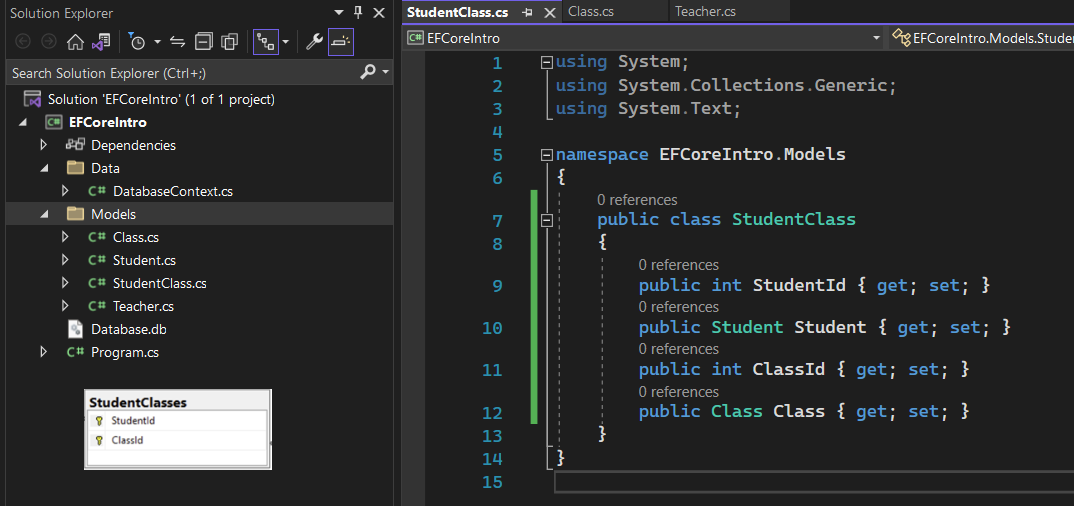 Solution Explorer
Search Solution Explorer (Ctrl+;)
Solution 'EFCoreIntro' (1 of 1 project)
C# EFCoreIntro
Dependencies
Data
C# DatabaseContext.cs
Models
C# Class.cs
C# Student.cs
C# StudentClass.cs
C# Teacher.cs
Database.db
C# Program.cs
StudentClasses
StudentId
ClassId
StudentClass.cs
Class.cs
Teacher.cs
C# EFCoreIntro
EFCoreIntro.Models.Stude
1 using System;
2 using System.Collections.Generic;
3 using System.Text;
4
5 namespace EFCoreIntro.Models
6 {
0 references
7 public class StudentClass
8 {
0 references
9 public int StudentId { get; set; }
0 references
10 public Student Student { get; set; }
0 references
11 public int ClassId { get; set; }
0 references
12 public Class Class { get; set; }
13 }
14 }
15